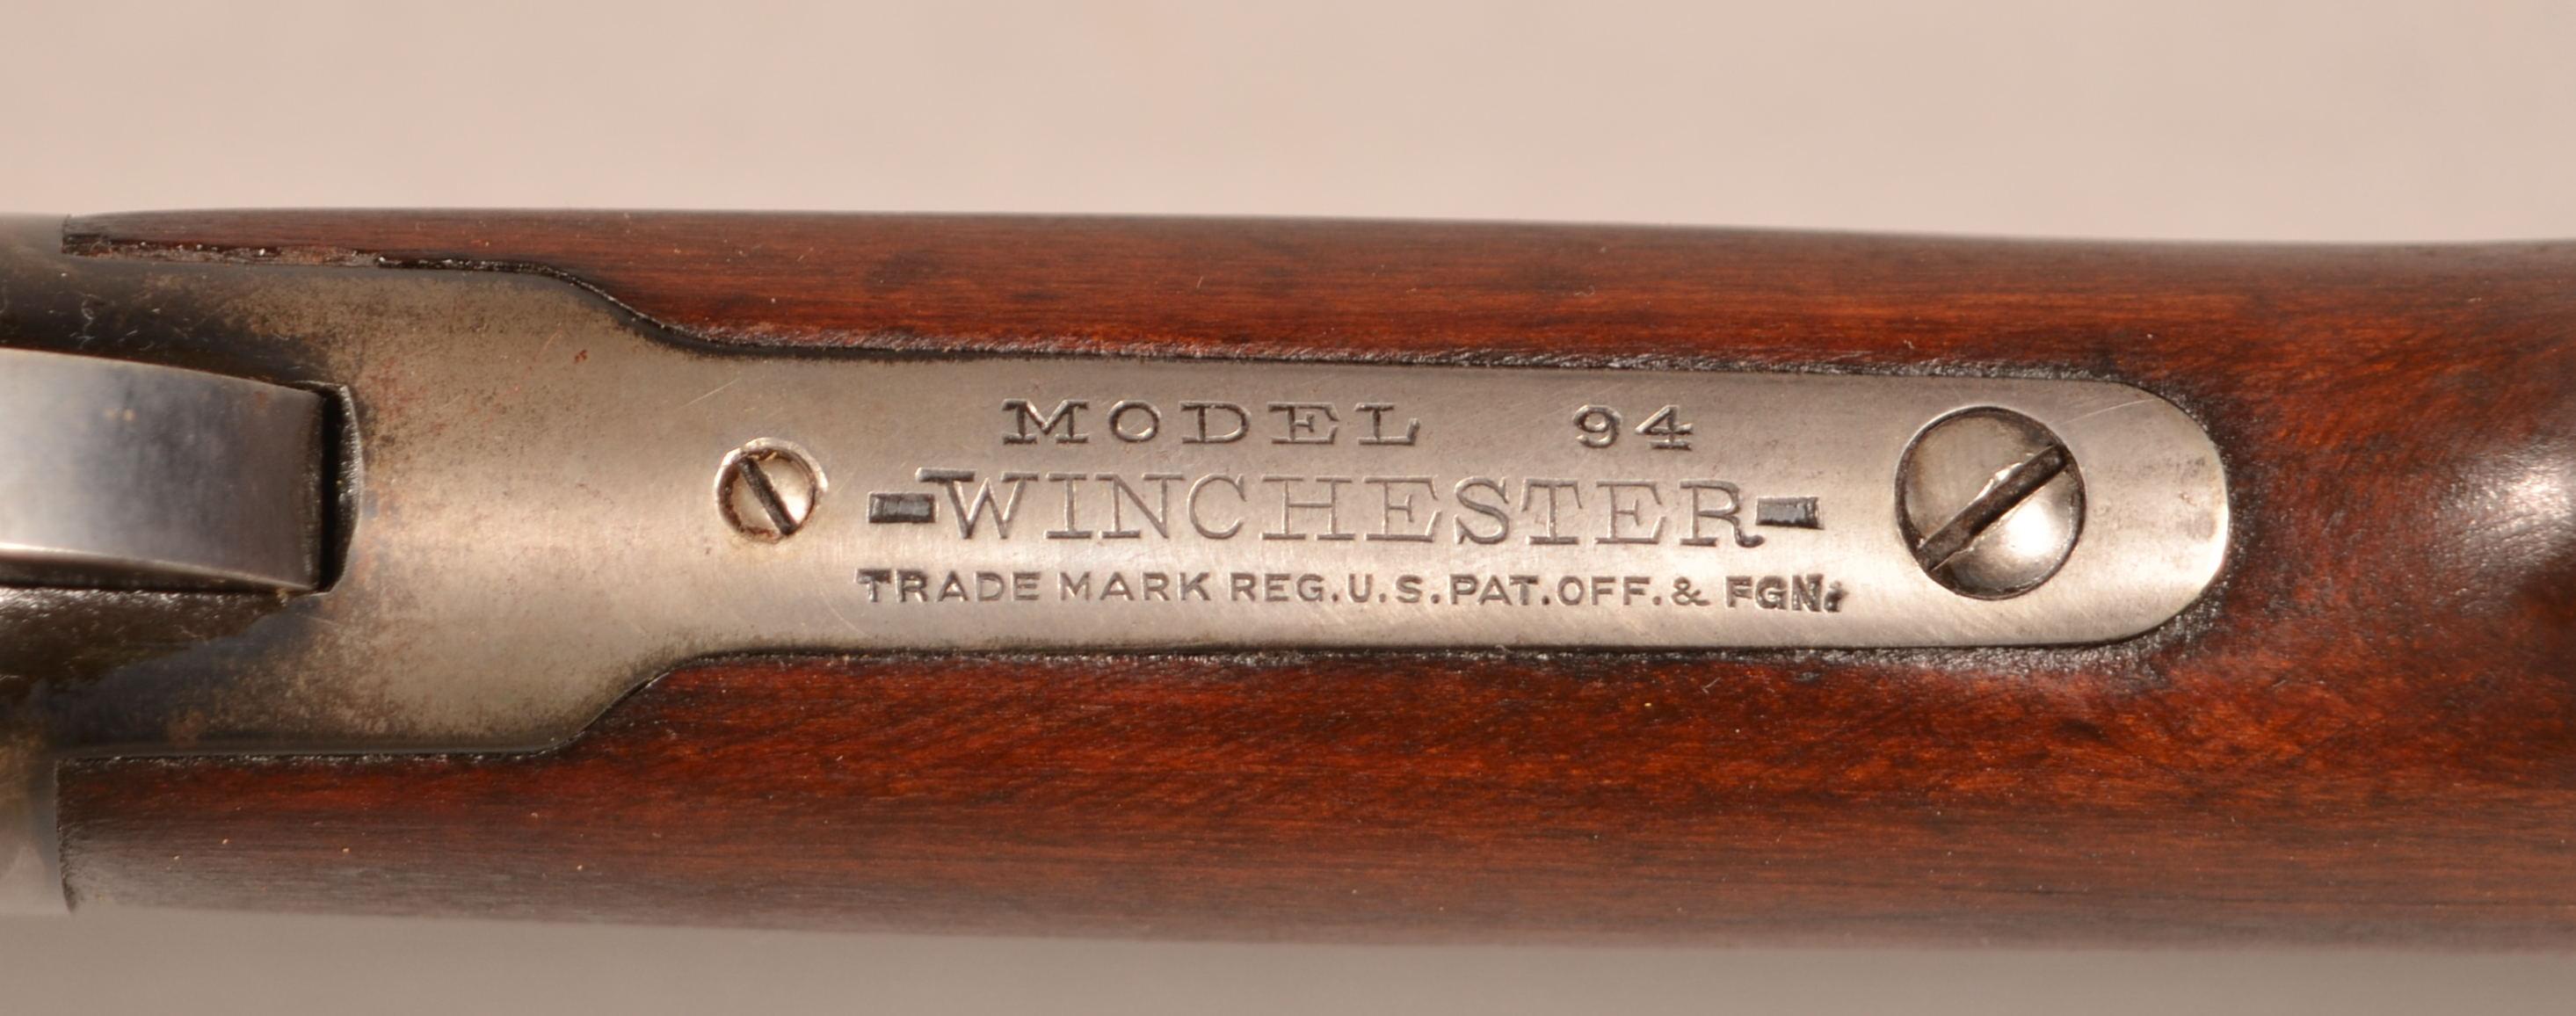 MODEL 94
-WINCHESTER-
TRADE MARK REG.U.S.PAT.OFF.& FGN.